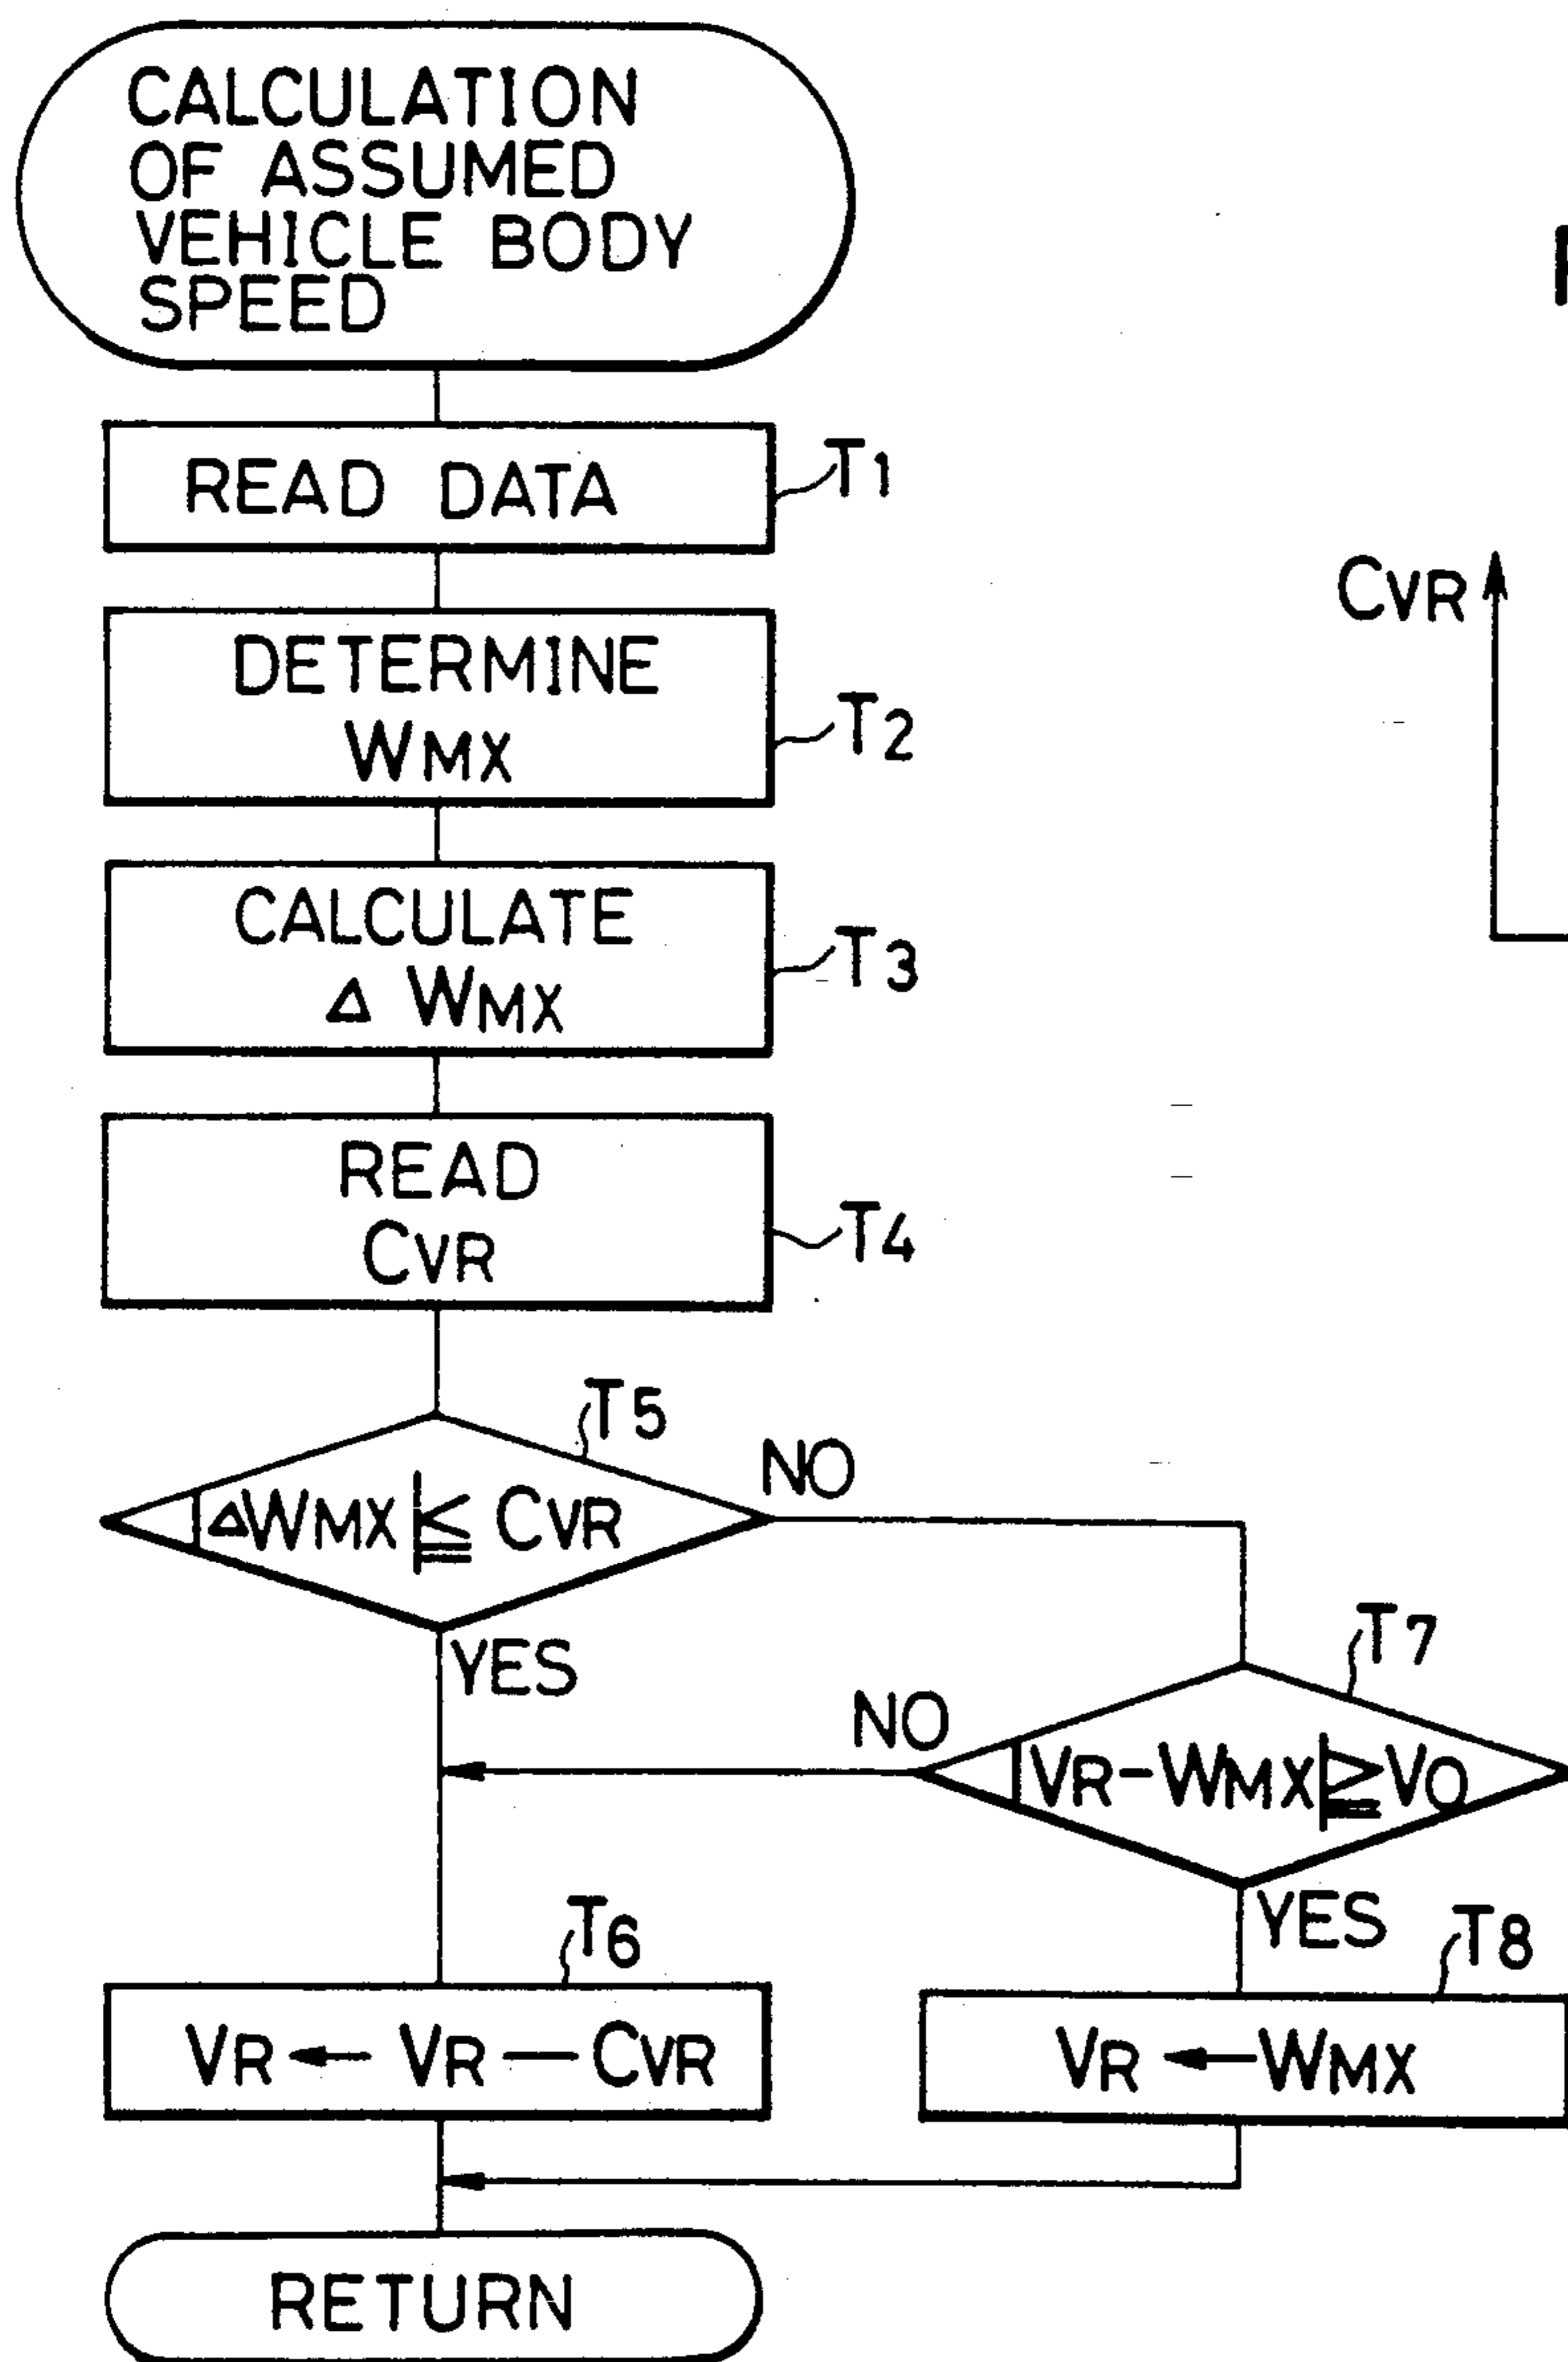 CALCULATION
OF ASSUMED
VEHICLE BODY
SPEED
READ DATA
T1
DETERMINE
WMX
T2
CALCULATE
Δ WMX
T3
READ
CVR
T4
T5
|ΔWMX|≦ CVR
NO
YES
T7
|VR-WMX|≧VO
NO
YES
T6
VR ← VR — CVR
T8
VR ← WMX
RETURN
CVR